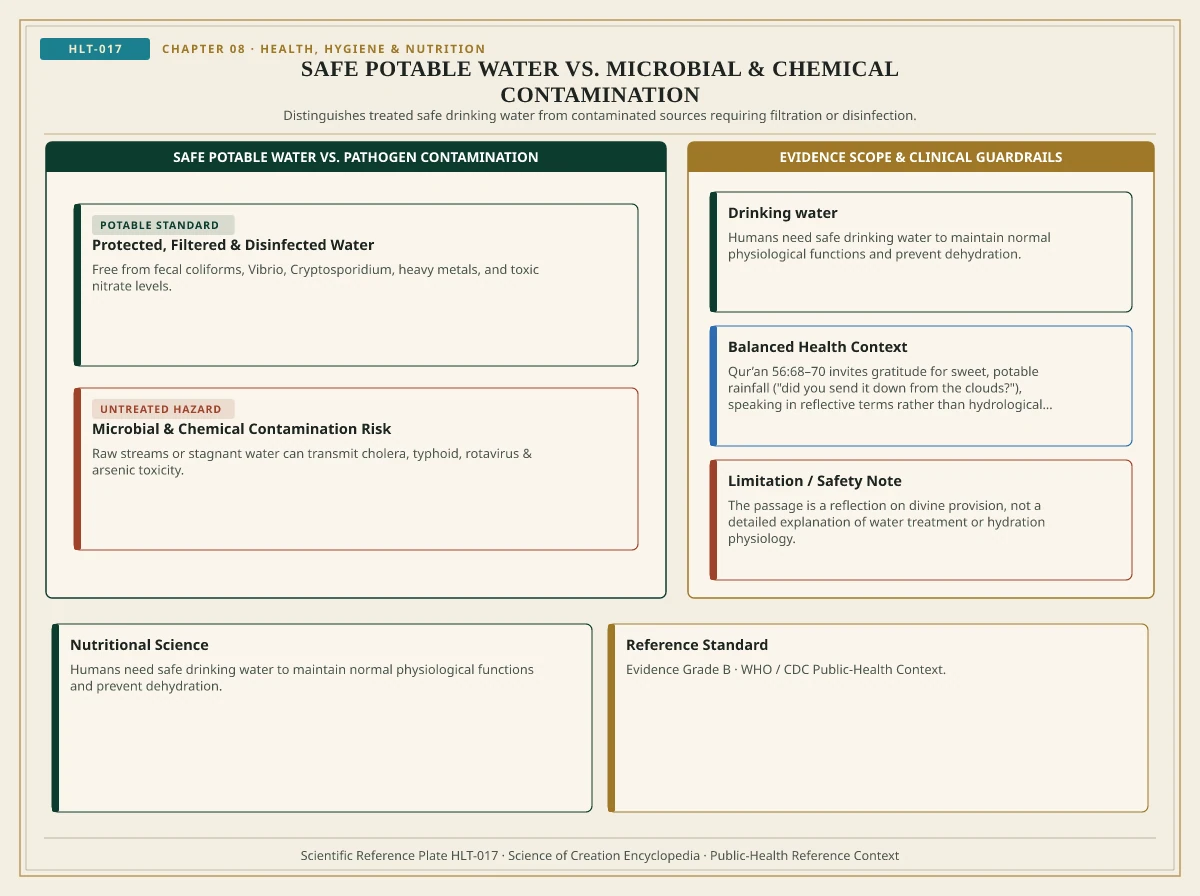 HLT-017
CHAPTER 08 · HEALTH, HYGIENE & NUTRITION
SAFE POTABLE WATER VS. MICROBIAL & CHEMICAL
CONTAMINATION
Distinguishes treated safe drinking water from contaminated sources requiring filtration or disinfection.
SAFE POTABLE WATER VS. PATHOGEN CONTAMINATION
POTABLE STANDARD
Protected, Filtered & Disinfected Water
Free from fecal coliforms, Vibrio, Cryptosporidium, heavy metals, and toxic
nitrate levels.
UNTREATED HAZARD
Microbial & Chemical Contamination Risk
Raw streams or stagnant water can transmit cholera, typhoid, rotavirus &
arsenic toxicity.
EVIDENCE SCOPE & CLINICAL GUARDRAILS
Drinking water
Humans need safe drinking water to maintain normal
physiological functions and prevent dehydration.
Balanced Health Context
Qur'an 56:68–70 invites gratitude for sweet, potable
rainfall ("did you send it down from the clouds?"),
speaking in reflective terms rather than hydrological...
Limitation / Safety Note
The passage is a reflection on divine provision, not a
detailed explanation of water treatment or hydration
physiology.
Nutritional Science
Humans need safe drinking water to maintain normal physiological functions
and prevent dehydration.
Reference Standard
Evidence Grade B · WHO / CDC Public-Health Context.
Scientific Reference Plate HLT-017 · Science of Creation Encyclopedia · Public-Health Reference Context